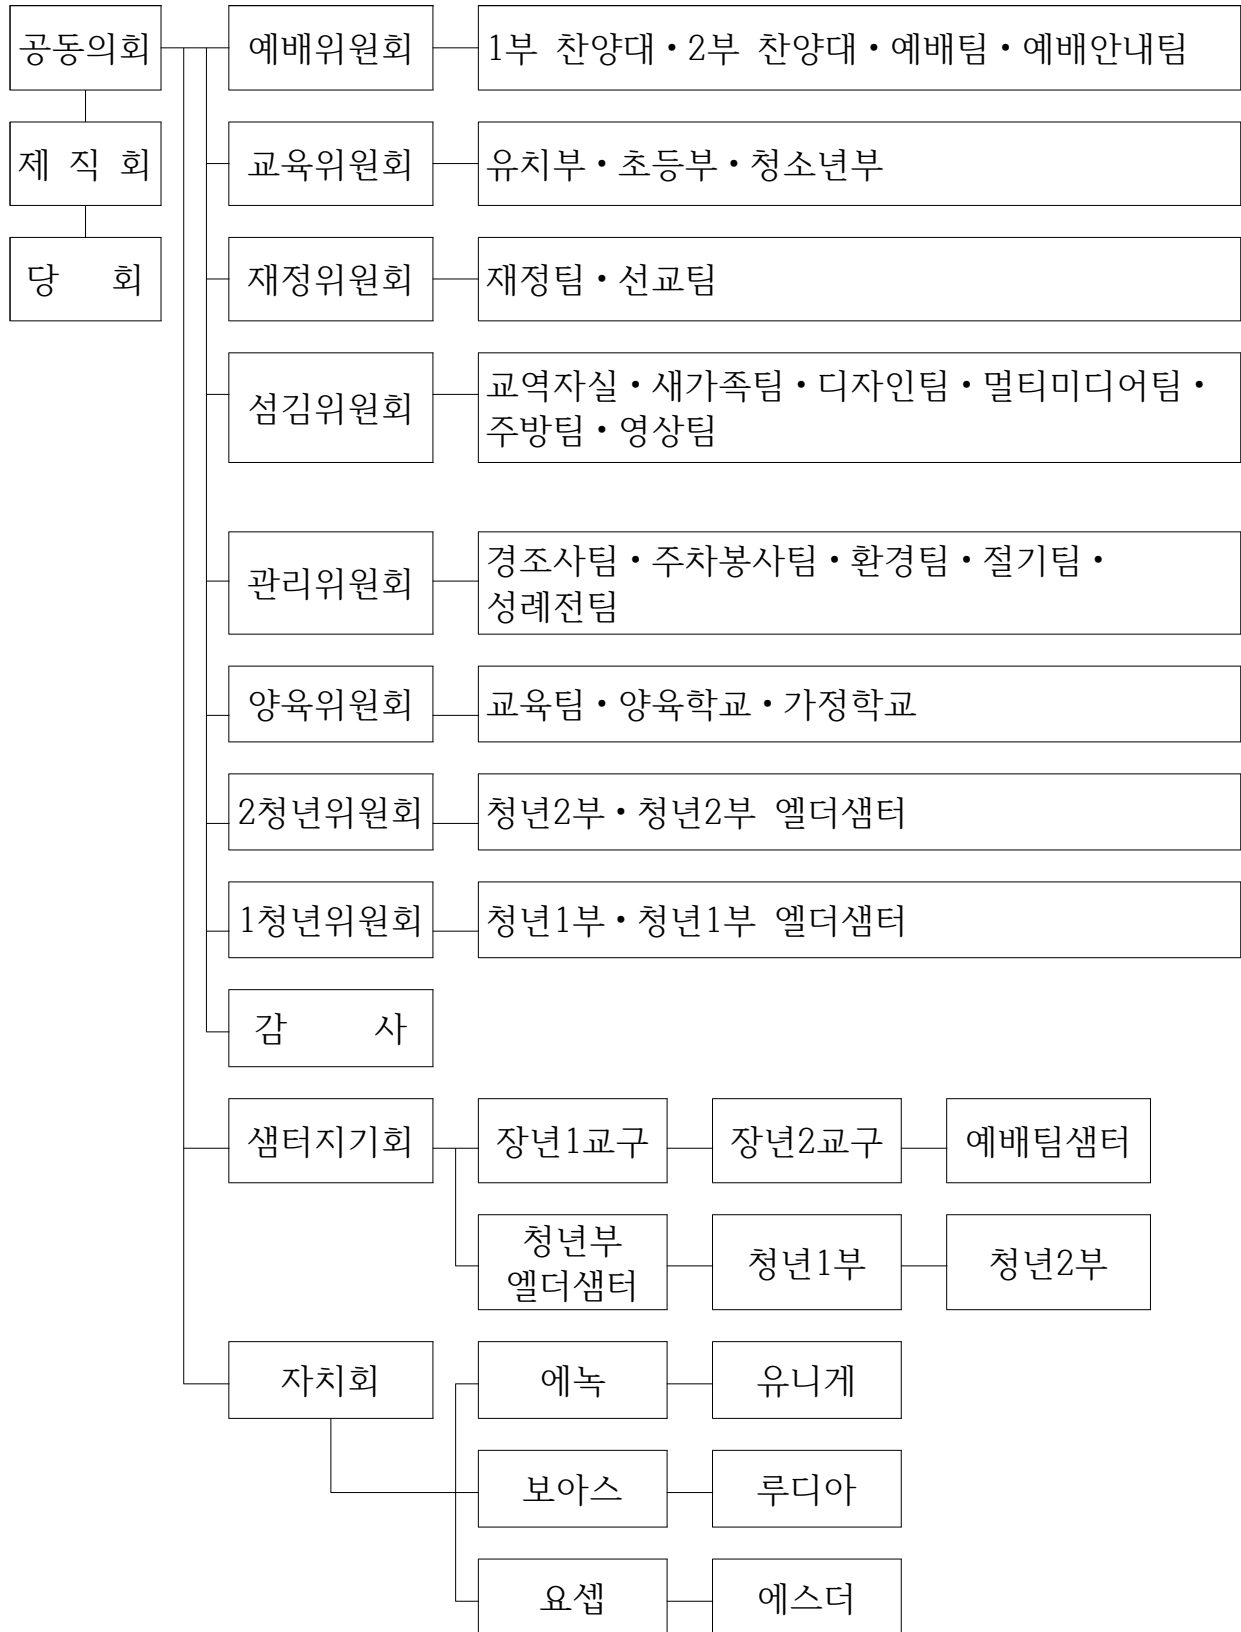 공동의회
예배위원회
1부 찬양대・2부 찬양대・예배팀・예배안내팀
제 직 회
교육위원회
유치부・초등부・청소년부
당 회
재정위원회
재정팀・선교팀
섬김위원회
교역자실・새가족팀・디자인팀・멀티미디어팀・
주방팀・영상팀
관리위원회
경조사팀・주차봉사팀・환경팀・절기팀・
성례전팀
양육위원회
교육팀・양육학교・가정학교
2청년위원회
청년2부・청년2부 엘더샘터
1청년위원회
청년1부・청년1부 엘더샘터
감 사
샘터지기회
장년1교구
장년2교구
예배팀샘터
청년부
엘더샘터
청년1부
청년2부
자치회
에녹
유니게
보아스
루디아
요셉
에스더